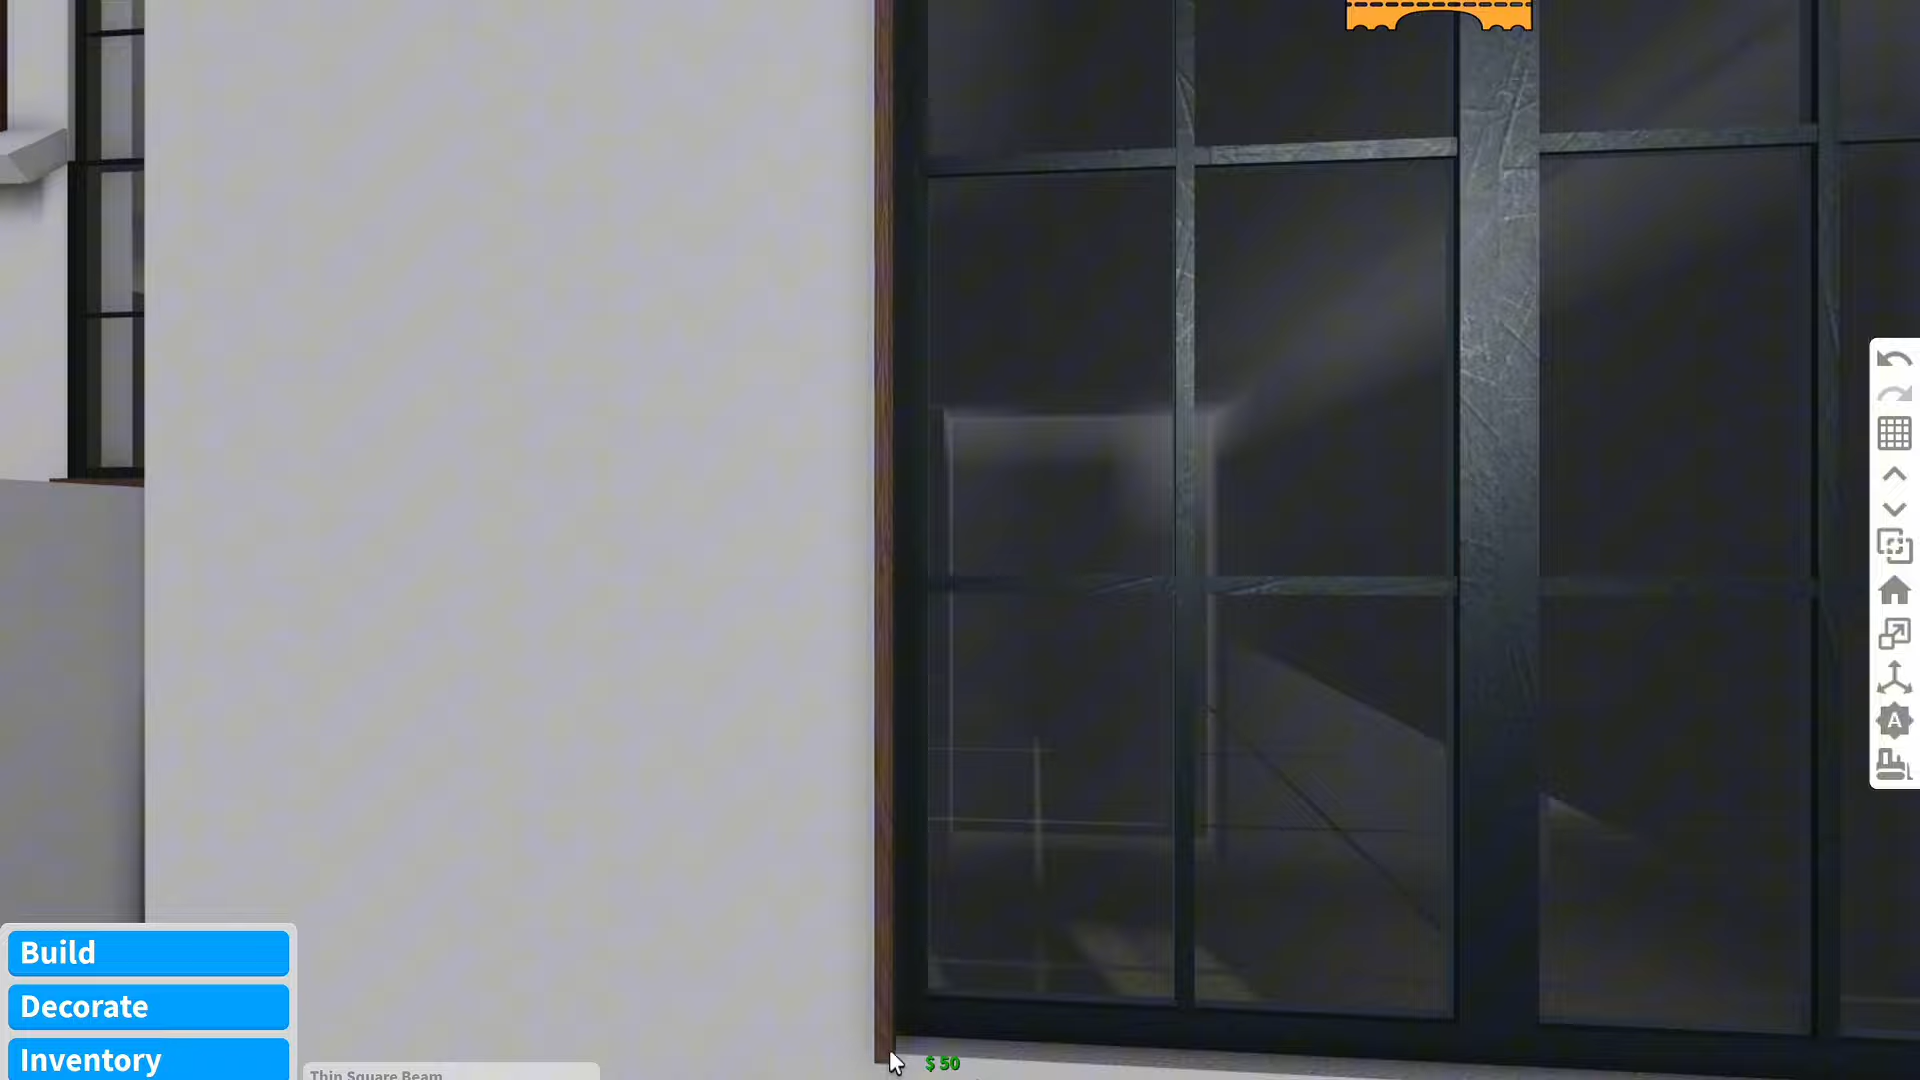 A
Build
Decorate
Inventory
$ 50
Thin Square Beam